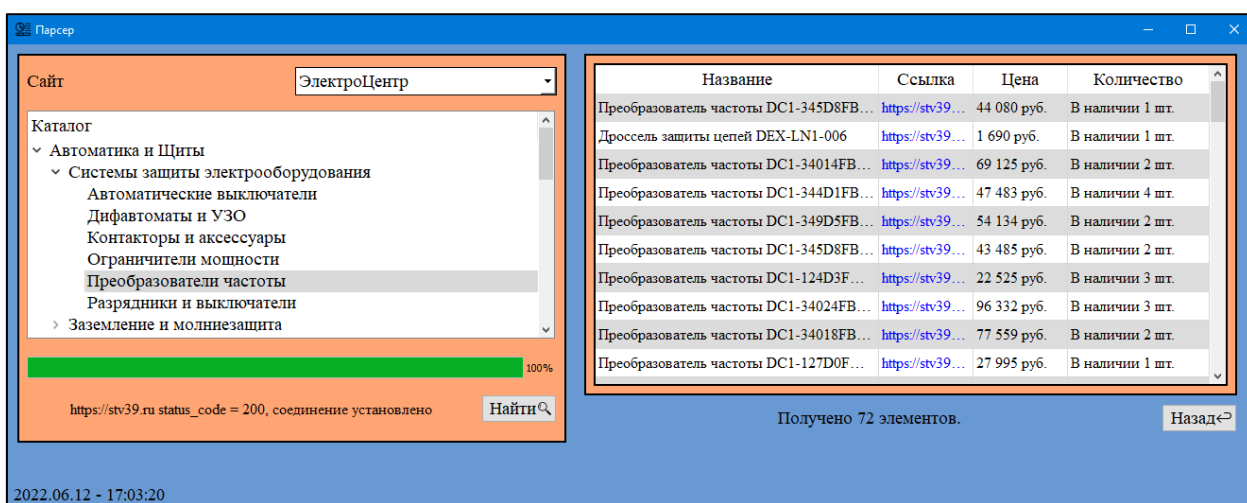 Парсер
Сайт
ЭлектроЦентр
Каталог
Автоматика и Щиты
Системы защиты электрооборудования
Автоматические выключатели
Дифавтоматы и УЗО
Контакторы и аксессуары
Ограничители мощности
Преобразователи частоты
Разрядники и выключатели
Заземление и молниезащита
100%
https://stv39.ru status_code = 200, соединение установлено
Найти
Название Ссылка Цена Количество
Преобразователь частоты DC1-345D8FB... https://stv39... 44 080 руб. В наличии 1 шт.
Дроссель защиты цепей DEX-LN1-006 https://stv39... 1 690 руб. В наличии 1 шт.
Преобразователь частоты DC1-34014FB... https://stv39... 69 125 руб. В наличии 2 шт.
Преобразователь частоты DC1-344D1FB... https://stv39... 47 483 руб. В наличии 4 шт.
Преобразователь частоты DC1-349D5FB... https://stv39... 54 134 руб. В наличии 2 шт.
Преобразователь частоты DC1-345D8FB... https://stv39... 43 485 руб. В наличии 2 шт.
Преобразователь частоты DC1-124D3F... https://stv39... 22 525 руб. В наличии 3 шт.
Преобразователь частоты DC1-34024FB... https://stv39... 96 332 руб. В наличии 3 шт.
Преобразователь частоты DC1-34018FB... https://stv39... 77 559 руб. В наличии 2 шт.
Преобразователь частоты DC1-127D0F... https://stv39... 27 995 руб. В наличии 1 шт.
Получено 72 элементов.
Назад
2022.06.12 - 17:03:20